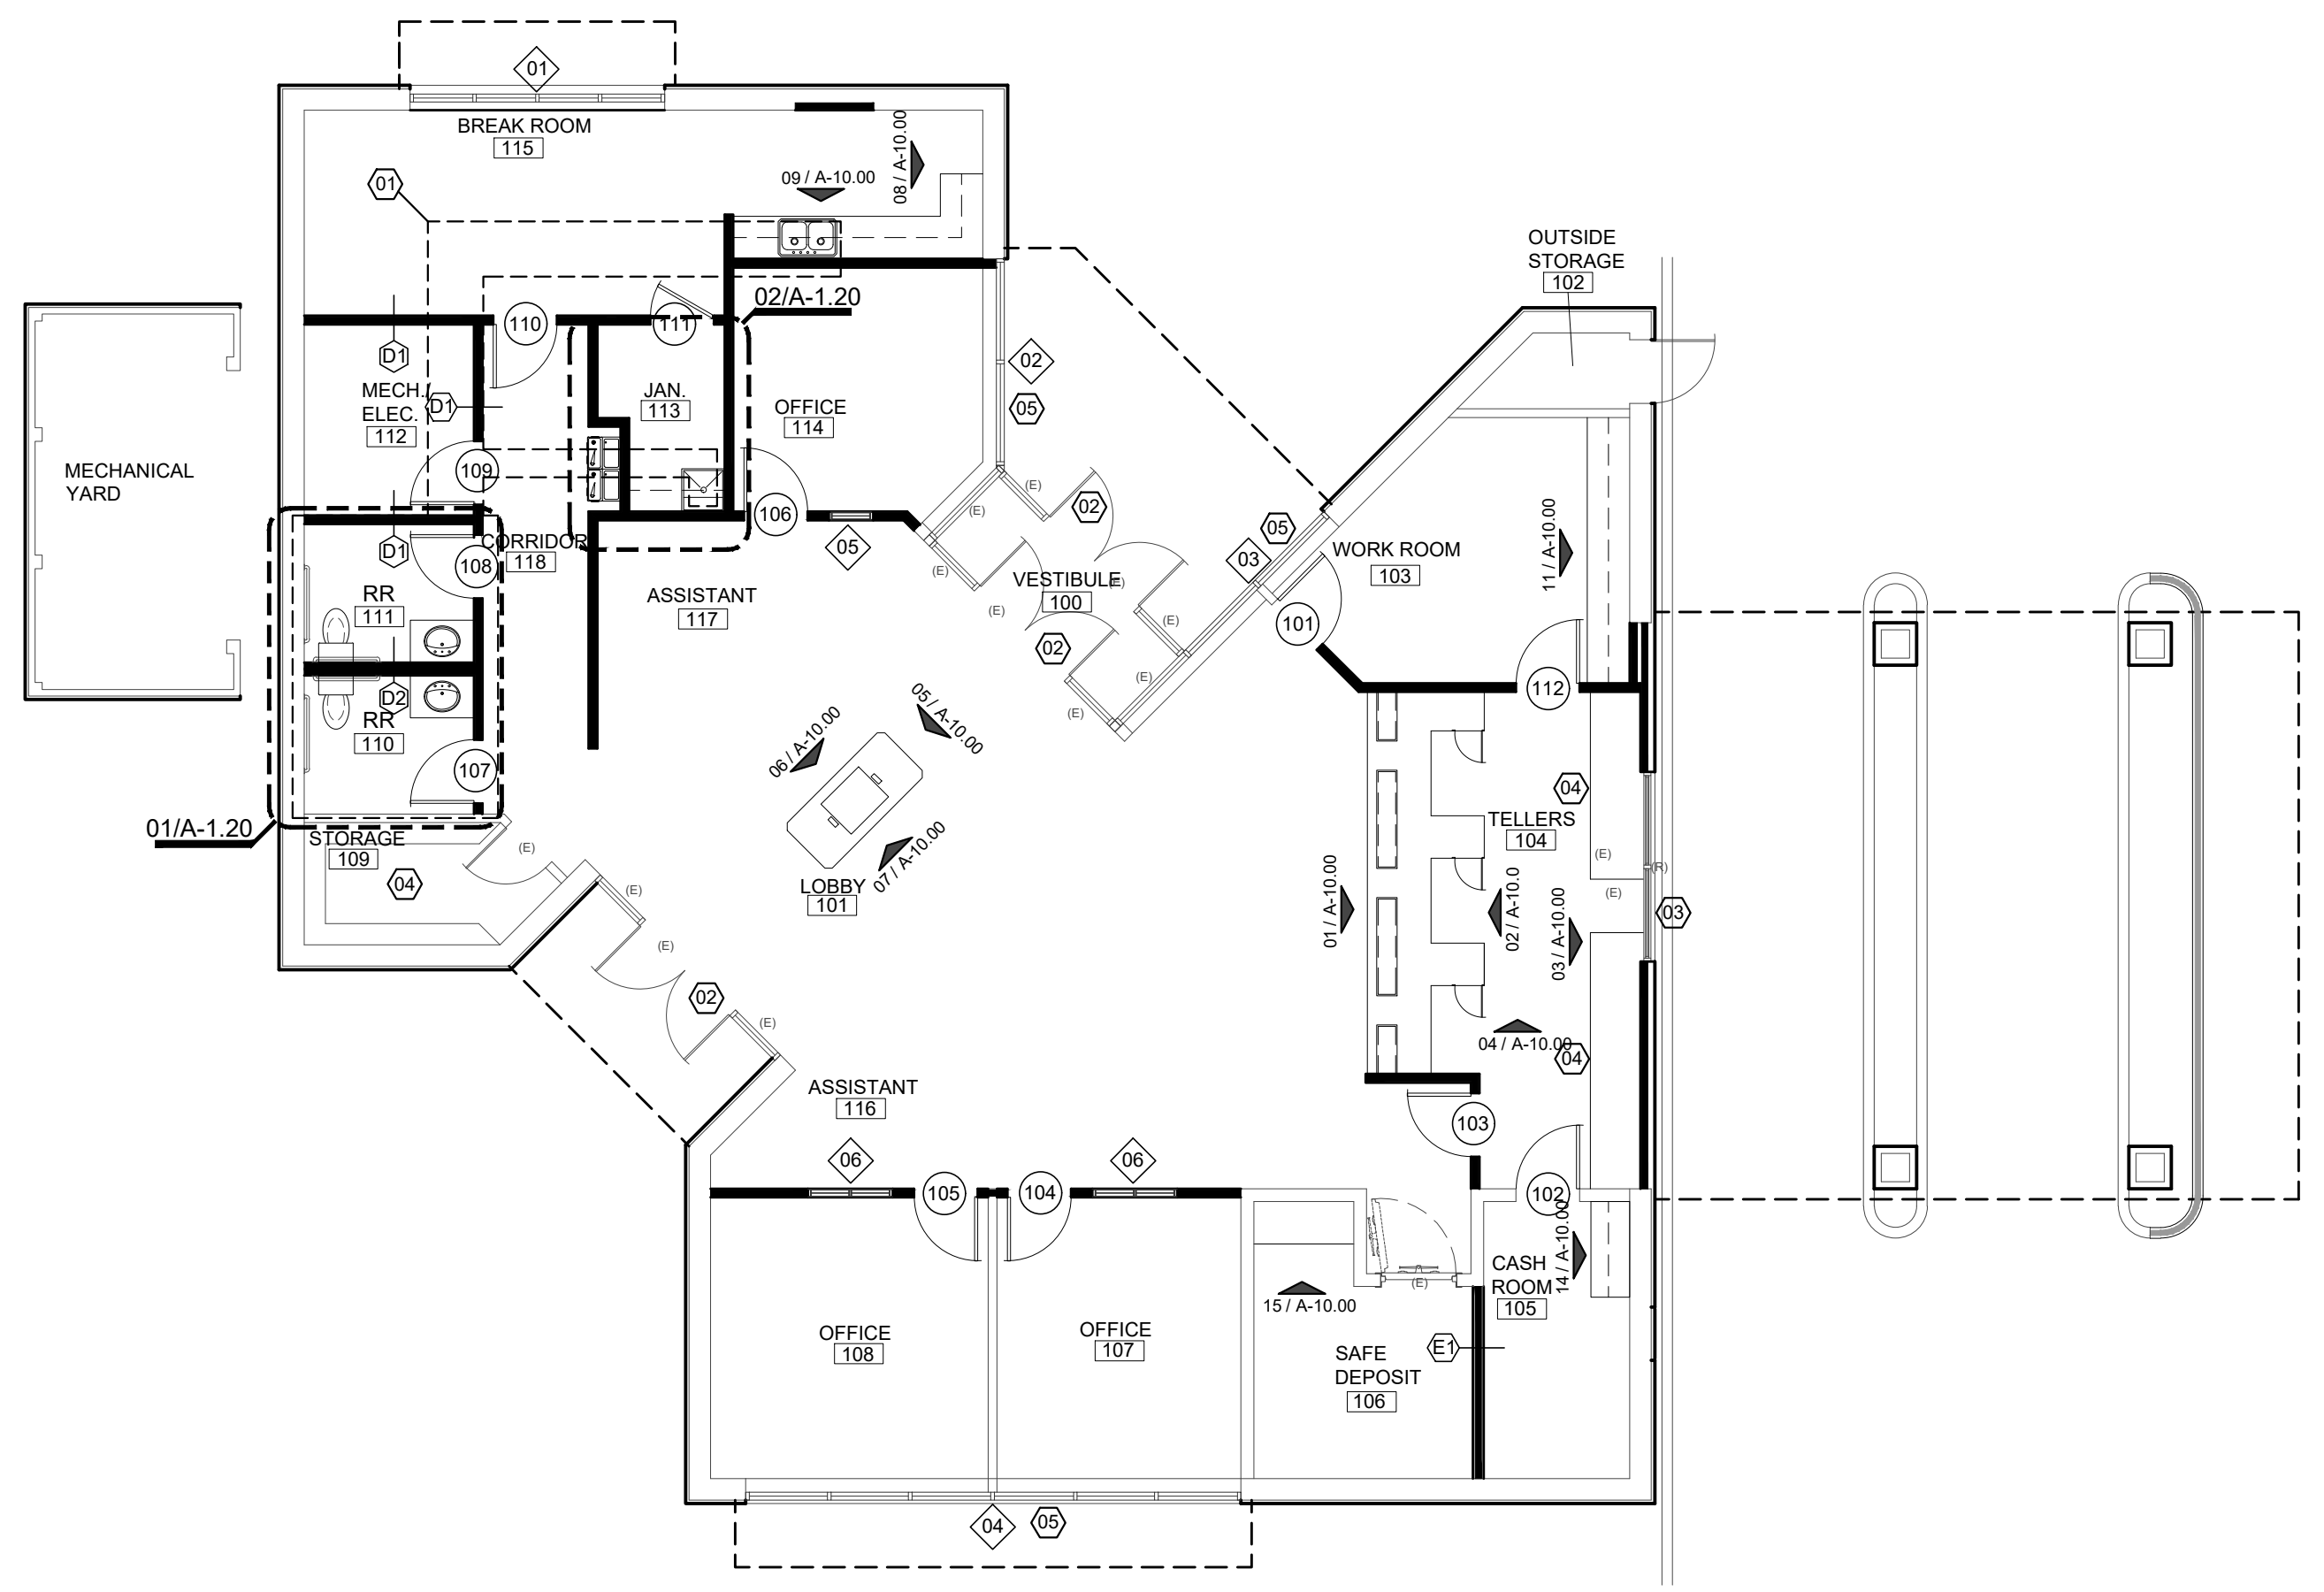 01
BREAK ROOM
115
01
09 / A-10.00
08 / A-10.00
OUTSIDE
STORAGE
102
02/A-1.20
110
111
D1
02
MECH./
ELEC.
112
D1
JAN.
113
OFFICE
114
05
MECHANICAL
YARD
109
(E)
(E)
02
106
05
03
05
WORK ROOM
103
11 / A-10.00
D1
108
CORRIDOR
118
(E)
VESTIBULE
100
(E)
RR
111
ASSISTANT
117
(E)
(E)
101
02
(E)
(E)
D2
RR
110
107
112
06 / A-10.00
05 / A-10.00
04
01/A-1.20
STORAGE
109
(E)
04
TELLERS
104
(E)
(R)
(E)
07 / A-10.00
LOBBY
101
(E)
(E)
01 / A-10.00
02 / A-10.0
03 / A-10.00
03
02
(E)
04 / A-10.00
04
ASSISTANT
116
103
06
06
105
104
102
14 / A-10.00
CASH
ROOM
105
(E)
15 / A-10.00
OFFICE
108
OFFICE
107
E1
SAFE
DEPOSIT
106
04
05